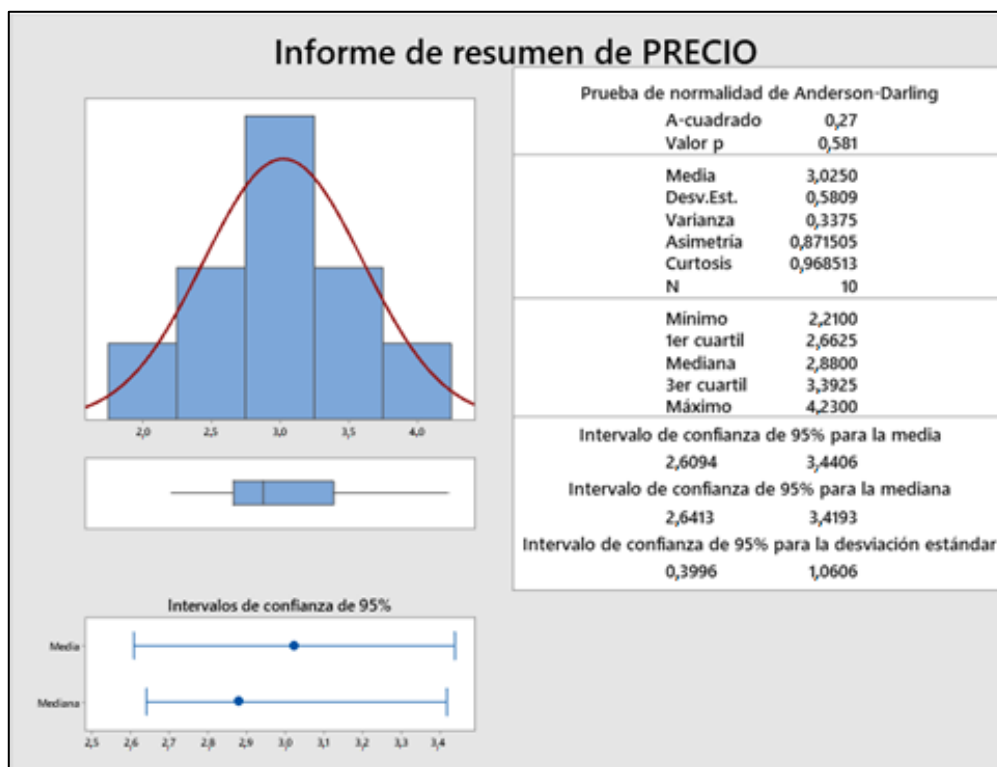 Informe de resumen de PRECIO
2,0 2,5 3,0 3,5 4,0
Intervalos de confianza de 95%
Media
Mediana
2,5 2,6 2,7 2,8 2,9 3,0 3,1 3,2 3,3 3,4
Prueba de normalidad de Anderson-Darling
A-cuadrado 0,27
Valor p 0,581
Media 3,0250
Desv.Est. 0,5809
Varianza 0,3375
Asimetría 0,871505
Curtosis 0,968513
N 10
Mínimo 2,2100
1er cuartil 2,6625
Mediana 2,8800
3er cuartil 3,3925
Máximo 4,2300
Intervalo de confianza de 95% para la media
2,6094 3,4406
Intervalo de confianza de 95% para la mediana
2,6413 3,4193
Intervalo de confianza de 95% para la desviación estándar
0,3996 1,0606